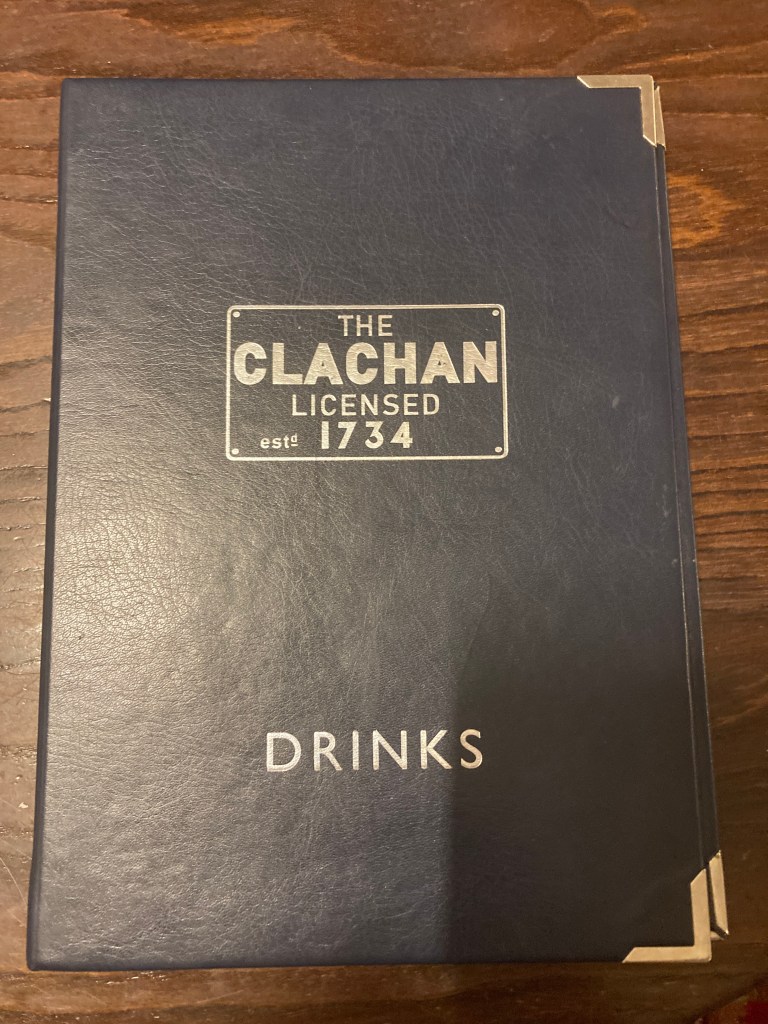 THE
CLACHAN
LICENSED
estd 1734
DRINKS